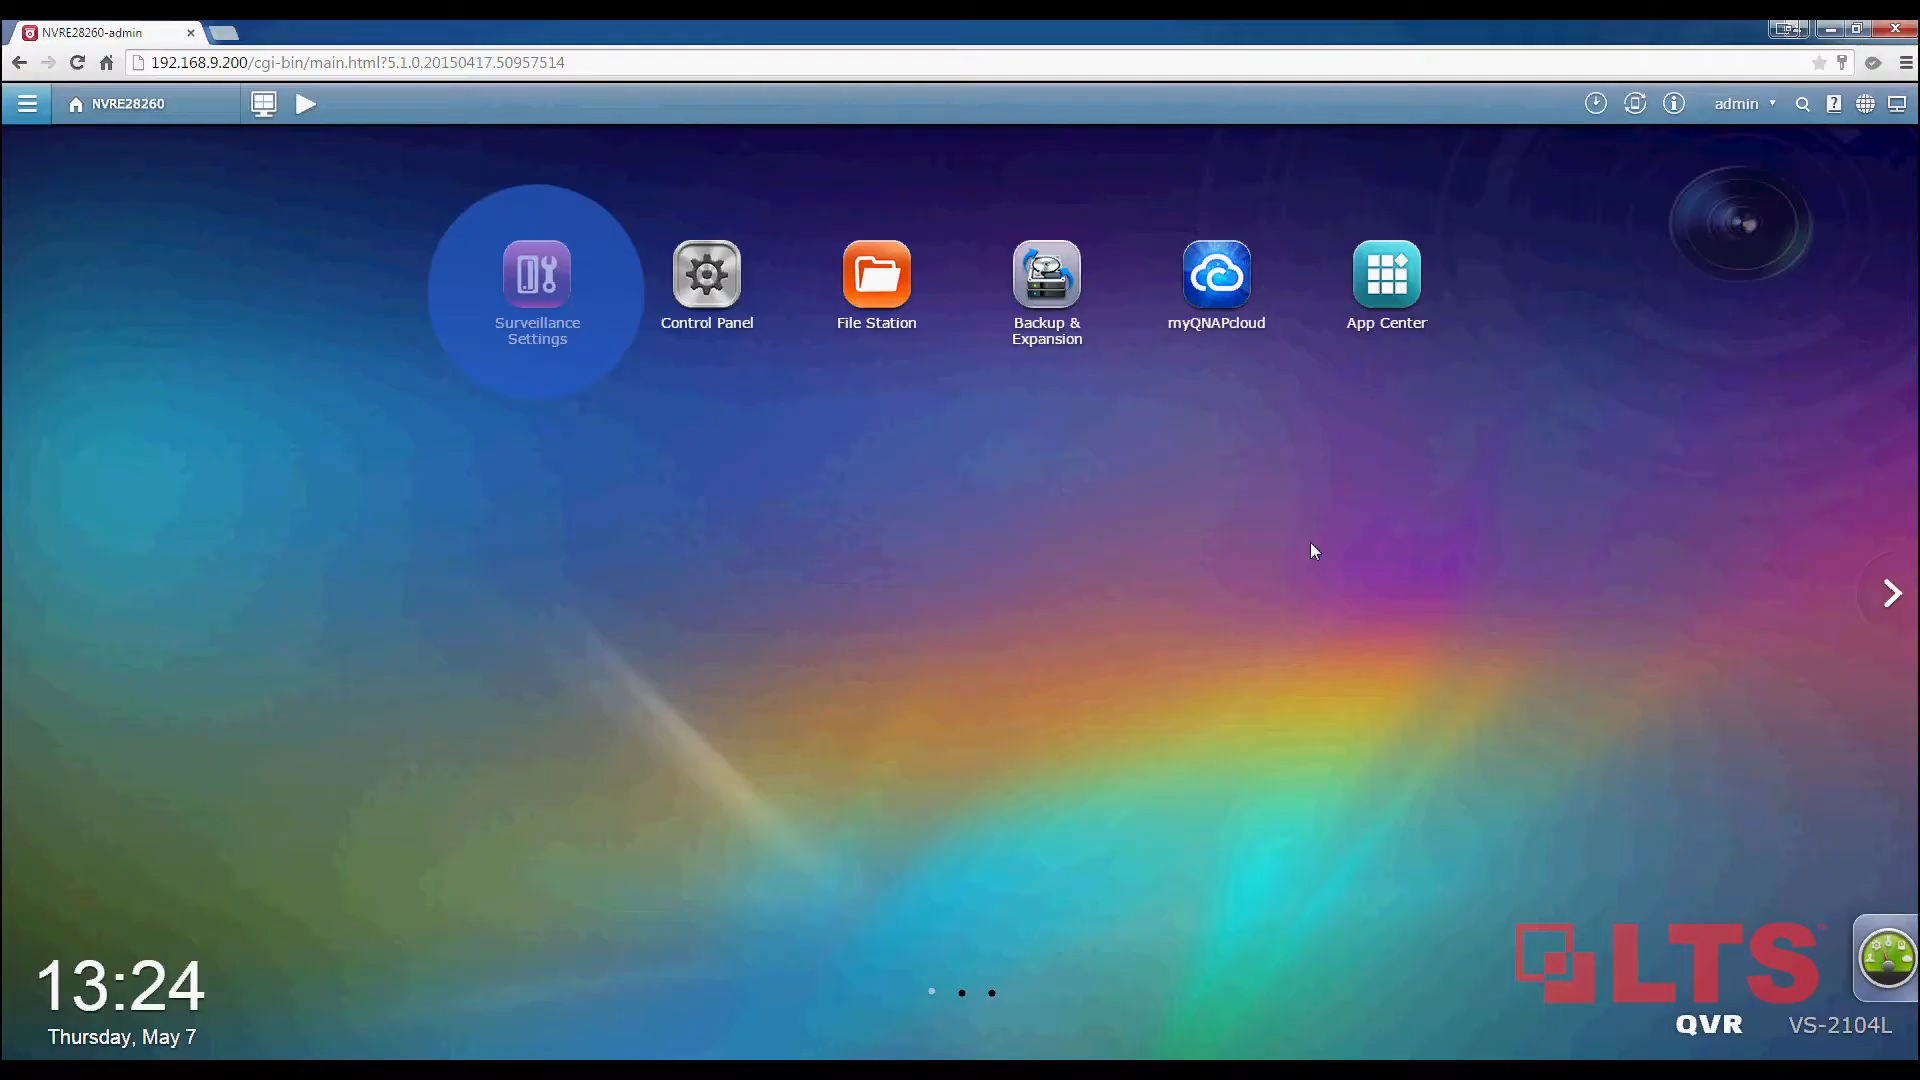 NVRE28260-admin
192.168.9.200/cgi-bin/main.html?5.1.0.20150417.50957514
NVRE28260
admin
Surveillance
Settings
Control Panel
File Station
Backup &
Expansion
myQNAPcloud
App Center
13:24
Thursday, May 7
LTS
QVR VS-2104L